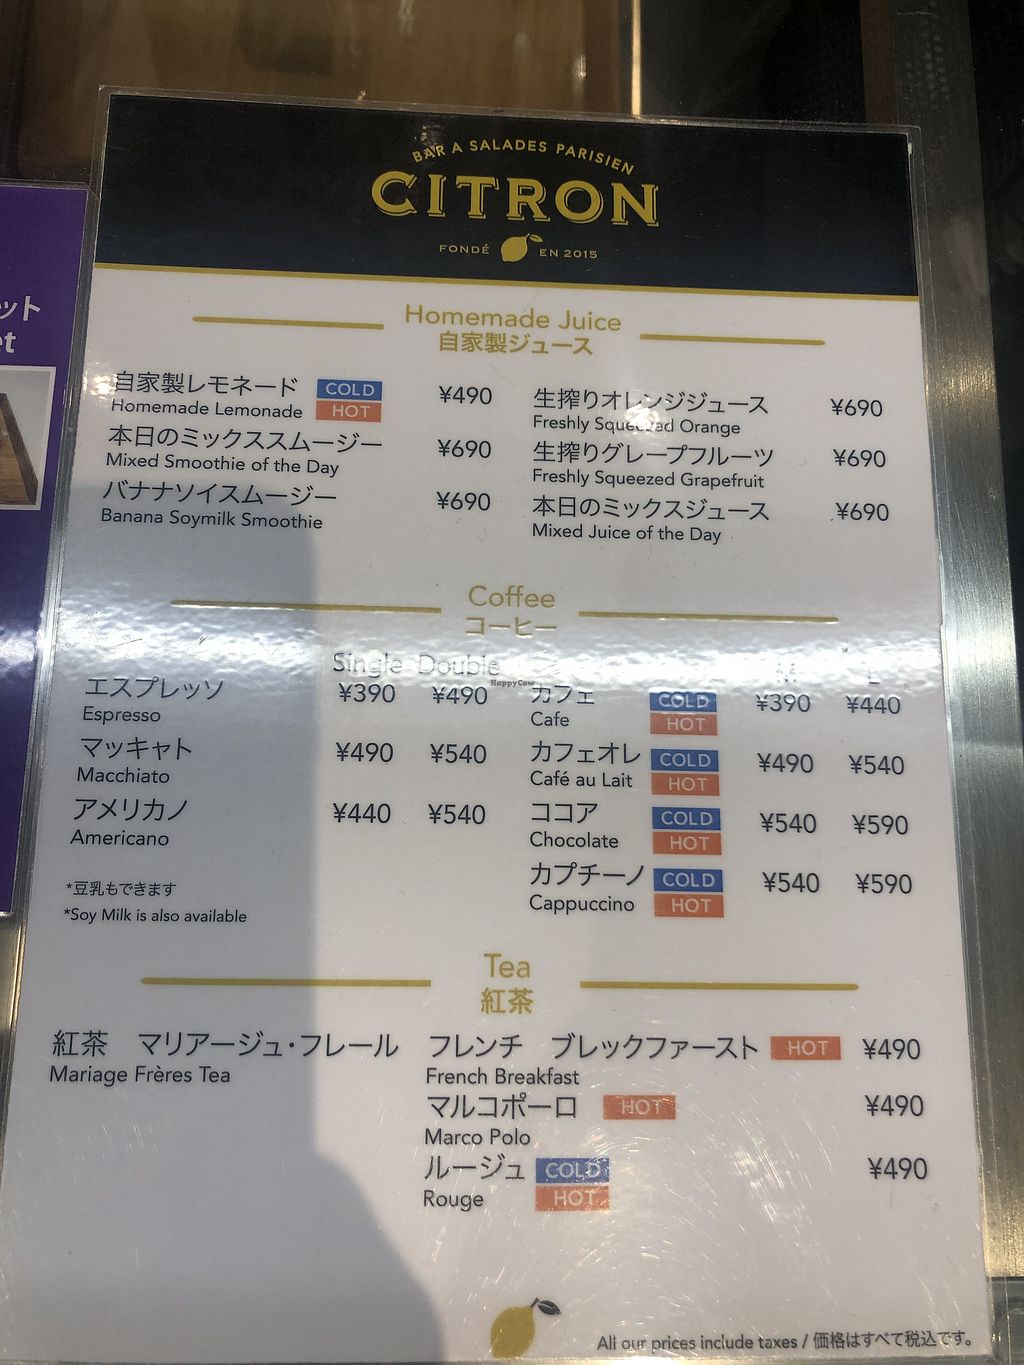 BAR A SALADES PARISIEN
CITRON
FONDÉ EN 2015
ット
et
Homemade Juice
自家製ジュース
自家製レモネード COLD ¥490
Homemade Lemonade HOT
本日のミックススムージー ¥690
Mixed Smoothie of the Day
バナナソイスムージー ¥690
Banana Soymilk Smoothie
生搾りオレンジジュース ¥690
Freshly Squeezed Orange
生搾りグレープフルーツ ¥690
Freshly Squeezed Grapefruit
本日のミックスジュース ¥690
Mixed Juice of the Day
Coffee
コーヒー
Single Double
エスプレッソ ¥390 ¥490
Espresso
マッキャト ¥490 ¥540
Macchiato
アメリカノ ¥440 ¥540
Americano
*豆乳もできます
*Soy Milk is also available
M L
カフェ COLD ¥390 ¥440
Cafe HOT
カフェオレ COLD ¥490 ¥540
Café au Lait HOT
ココア COLD ¥540 ¥590
Chocolate HOT
カプチーノ COLD ¥540 ¥590
Cappuccino HOT
HappyCow
Tea
紅茶
紅茶 マリアージュ・フレール
Mariage Frères Tea
フレンチ ブレックファースト HOT ¥490
French Breakfast
マルコポーロ HOT ¥490
Marco Polo
ルージュ COLD ¥490
Rouge HOT
All our prices include taxes / 価格はすべて税込です。